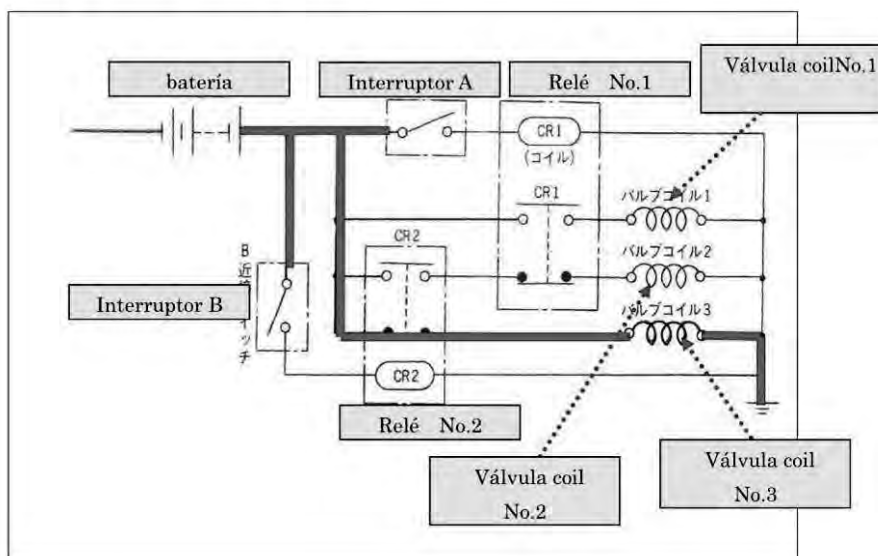 Válvula coilNo.1
batería
Interruptor A
Relé No.1
CR1
(コイル)
CR1
バルブコイル1
CR2
バルブコイル2
B
近
Interruptor B
ッ
チ
バルブコイル3
CR2
Relé No.2
Válvula coil
No.2
Válvula coil
No.3